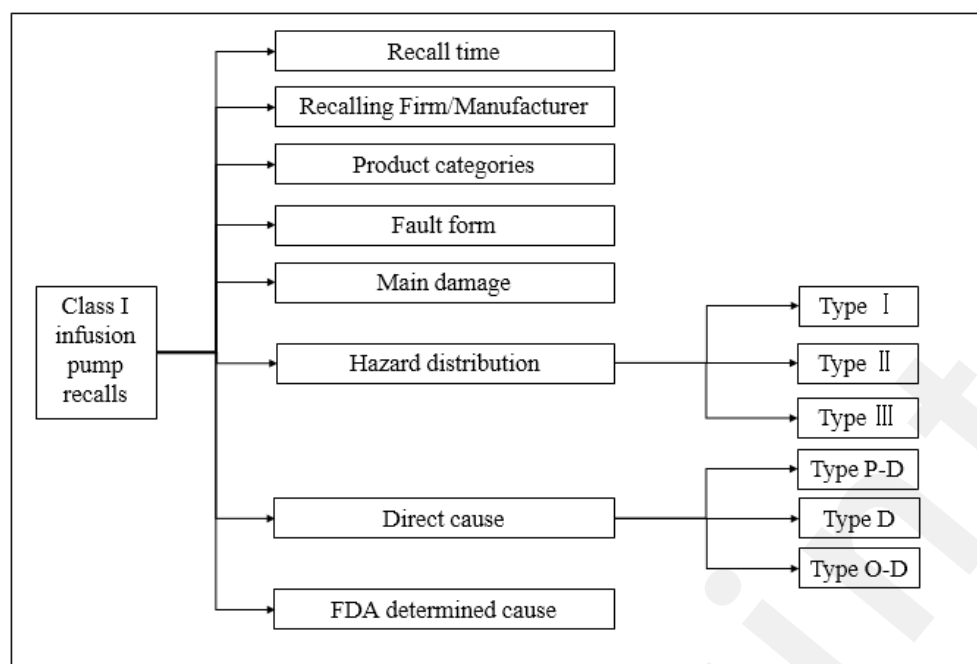 Recall time
Recalling Firm/Manufacturer
Product categories
Fault form
Main damage
Class I
infusion
pump
recalls
Hazard distribution
Type Ⅰ
Type Ⅱ
Type Ⅲ
Direct cause
Type P-D
Type D
Type O-D
FDA determined cause
int